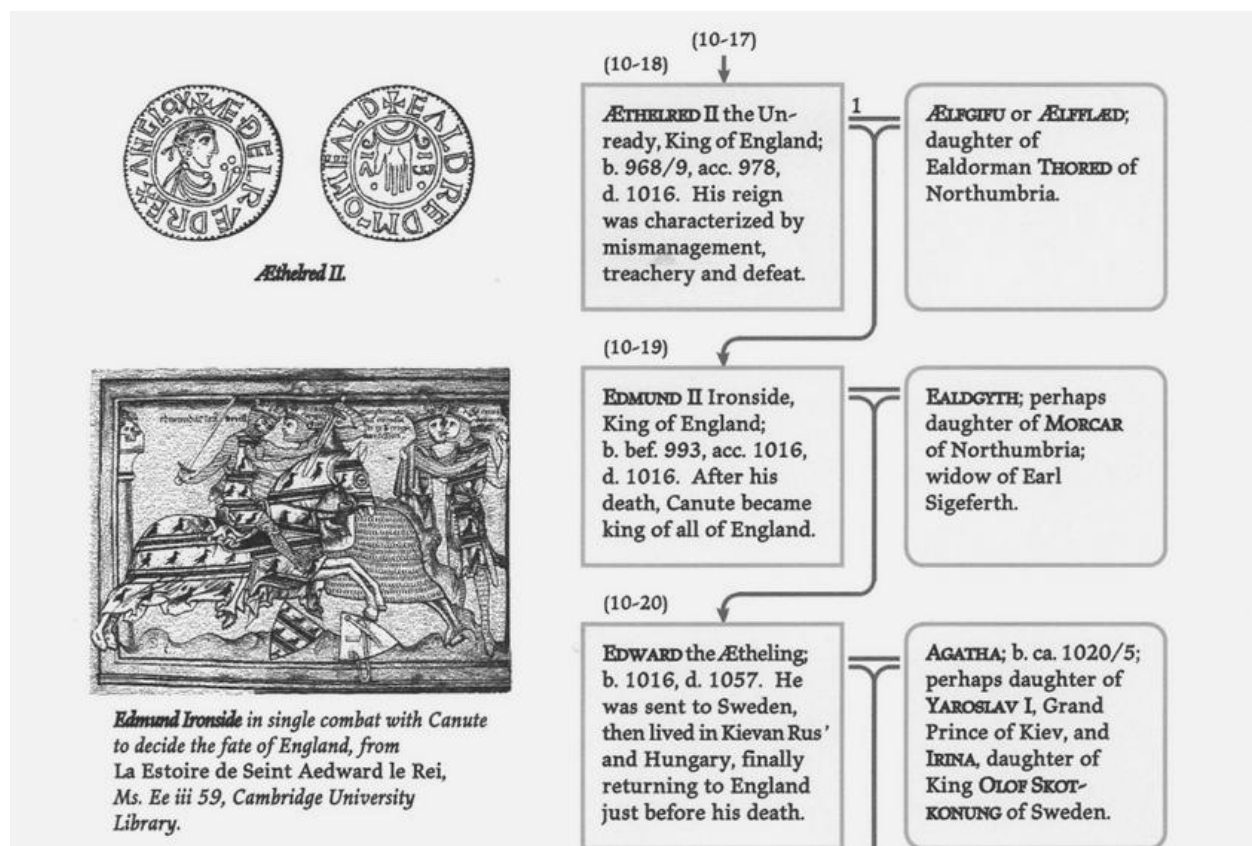 (10-17)
(10-18)
ÆTHELRED II the Un-
ready, King of England;
b. 968/9, acc. 978,
d. 1016. His reign
was characterized by
mismanagement,
treachery and defeat.
1
ÆLFGIFU or ÆLFFLÆD;
daughter of
Ealdorman THORED of
Northumbria.
Æthelred II.
(10-19)
EDMUND II Ironside,
King of England;
b. bef. 993, acc. 1016,
d. 1016. After his
death, Canute became
king of all of England.
EALDGYTH; perhaps
daughter of MORCAR
of Northumbria;
widow of Earl
Sigeferth.
Edmund Ironside in single combat with Canute
to decide the fate of England, from
La Estoire de Seint Aedward le Rei,
Ms. Ee iii 59, Cambridge University
Library.
(10-20)
EDWARD the Ætheling;
b. 1016, d. 1057. He
was sent to Sweden,
then lived in Kievan Rus'
and Hungary, finally
returning to England
just before his death.
AGATHA; b. ca. 1020/5;
perhaps daughter of
YAROSLAV I, Grand
Prince of Kiev, and
IRINA, daughter of
King OLOF SKOT-
KONUNG of Sweden.